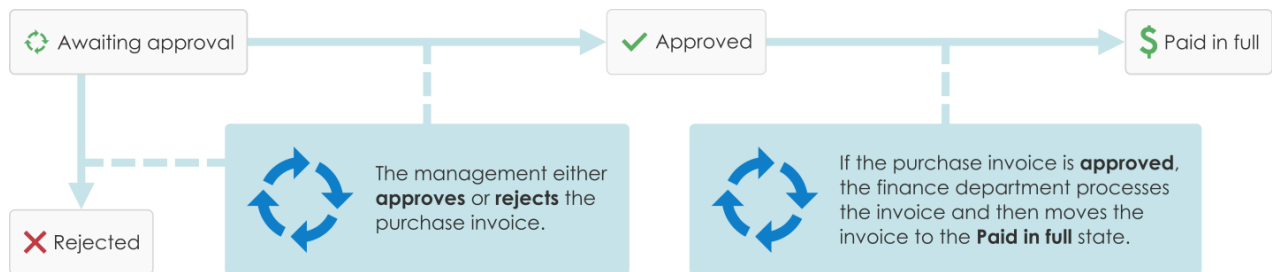 Awaiting approval
Approved
Paid in full
Rejected
The management either
approves or rejects the
purchase invoice.
If the purchase invoice is approved,
the finance department processes
the invoice and then moves the
invoice to the Paid in full state.